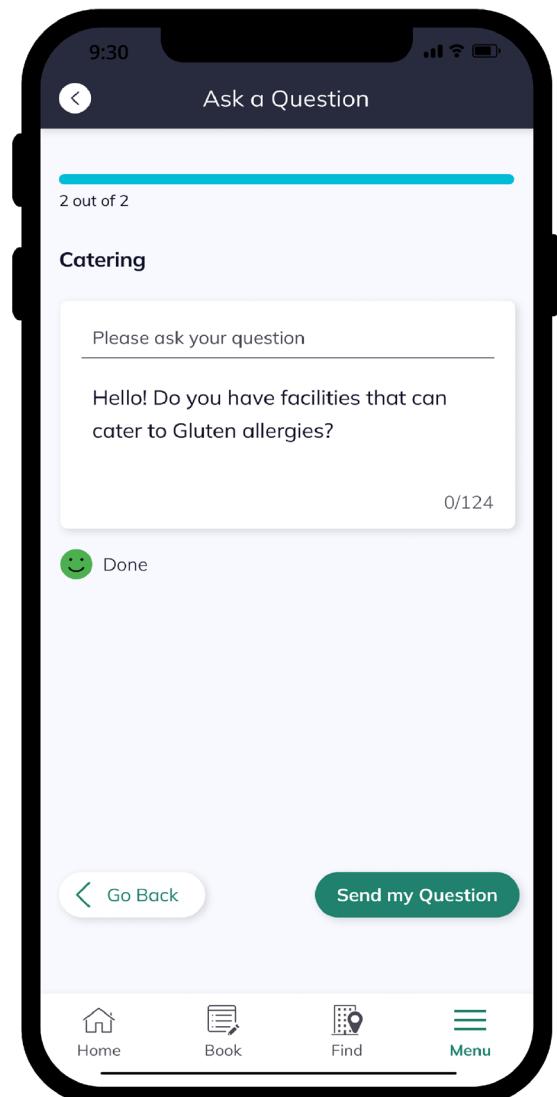 9:30
Ask a Question
2 out of 2
Catering
Please ask your question
Hello! Do you have facilities that can
cater to Gluten allergies?
0/124
Done
Go Back
Send my Question
Home
Book
Find
Menu